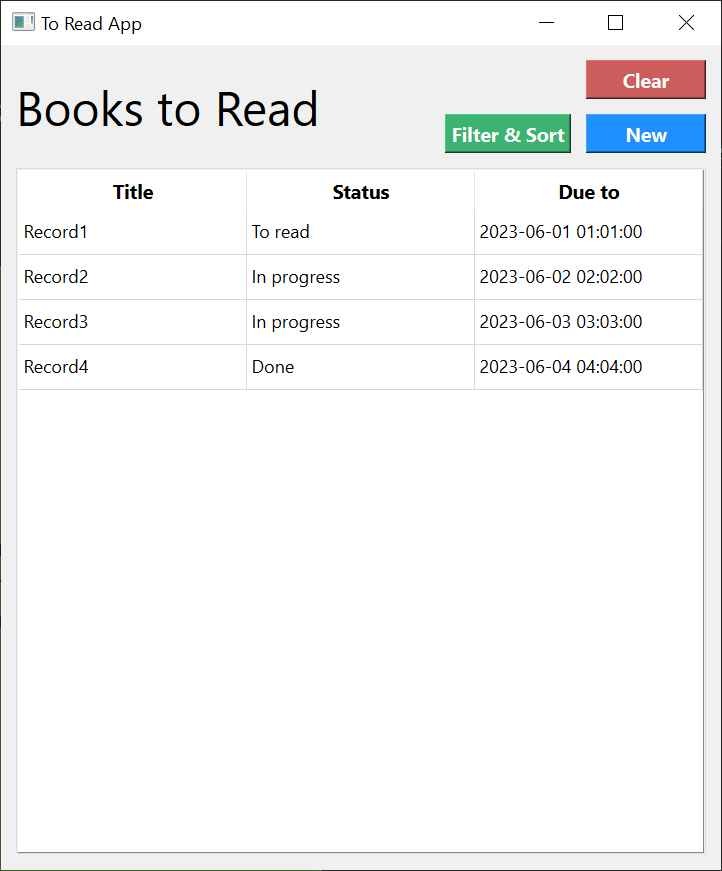 To Read App
Clear
Books to Read
Filter & Sort New
Title Status Due to
Record1 To read 2023-06-01 01:01:00
Record2 In progress 2023-06-02 02:02:00
Record3 In progress 2023-06-03 03:03:00
Record4 Done 2023-06-04 04:04:00